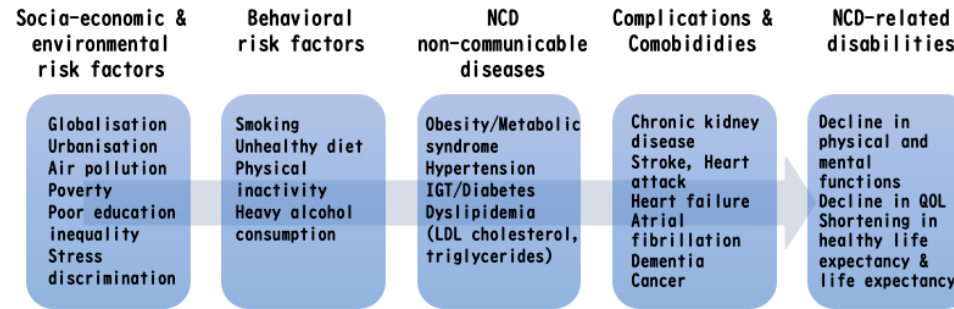 Socia-economic &
environmental
risk factors
Behavioral
risk factors
NCD
non-communicable
diseases
Complications &
Comobididies
NCD-related
disabilities
Globalisation
Urbanisation
Air pollution
Poverty
Poor education
inequality
Stress
discrimination
Smoking
Unhealthy diet
Physical
inactivity
Heavy alcohol
consumption
Obesity/Metabolic
syndrome
Hypertension
IGT/Diabetes
Dyslipidemia
(LDL cholesterol,
triglycerides)
Chronic kidney
disease
Stroke, Heart
attack
Heart failure
Atrial
fibrillation
Dementia
Cancer
Decline in
physical and
mental
functions
Decline in QOL
Shortening in
healthy life
expectancy &
life expectancy